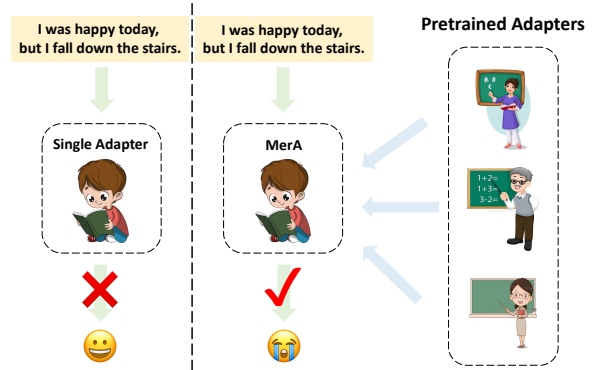 I was happy today,
but I fall down the stairs.
Single Adapter
I was happy today,
but I fall down the stairs.
MerA
Pretrained Adapters
A B
C
1+2=
1+3=
3-2=